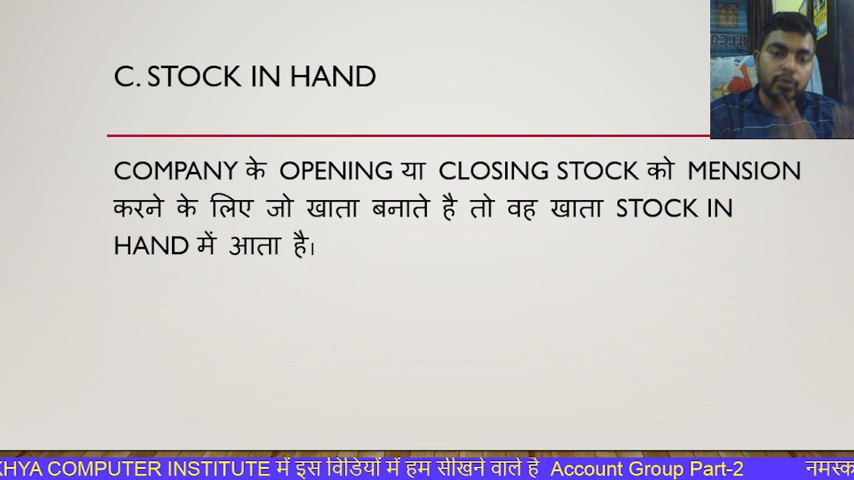 C. STOCK IN HAND
COMPANY के OPENING या CLOSING STOCK को MENSION
करने के लिए जो खाता बनाते है तो वह खाता STOCK IN
HAND में आता है।
KHYA COMPUTER INSTITUTE में इस विडियों में हम सीखने वाले है Account Group Part-2 नमस्क